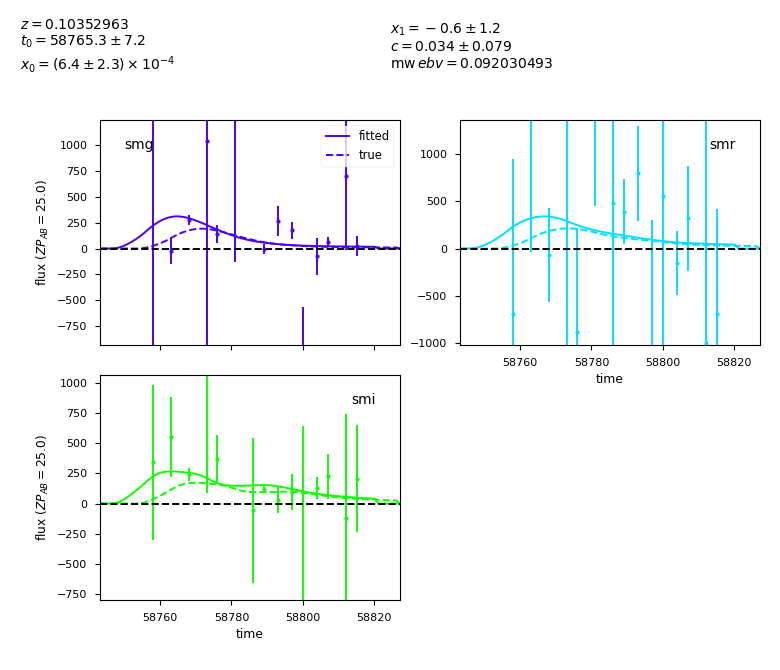 z = 0.10352963
t₀ = 58765.3 ± 7.2
x₀ = (6.4 ± 2.3) × 10⁻⁴
x₁ = −0.6 ± 1.2
c = 0.034 ± 0.079
mw ebv = 0.092030493
smg
fitted
true
1000
750
500
250
0
−250
−500
−750
flux (ZP_AB = 25.0)
smr
1000
500
0
−500
−1000
58760 58780 58800 58820
time
smi
1000
750
500
250
0
−250
−500
−750
flux (ZP_AB = 25.0)
58760 58780 58800 58820
time